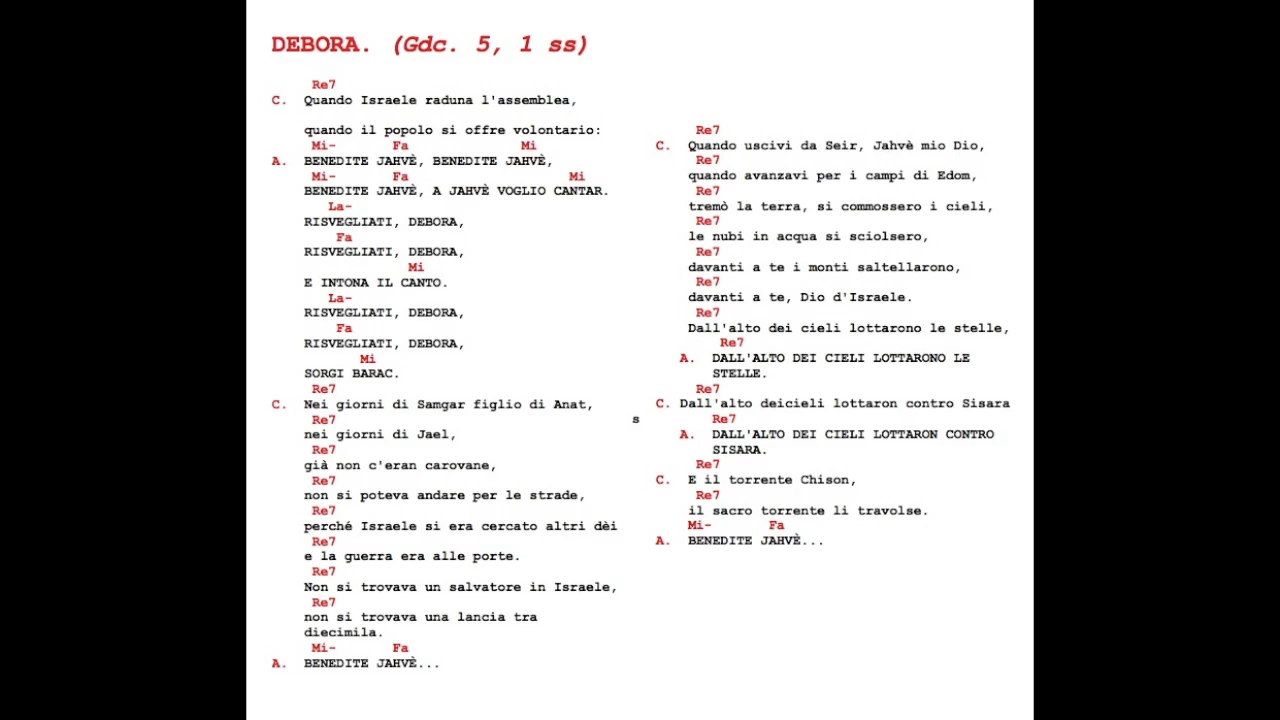 DEBORA. (Gdc. 5, 1 ss)
Re7
C. Quando Israele raduna l'assemblea,
quando il popolo si offre volontario:
Mi- Fa Mi
A. BENEDITE JAHVÈ, BENEDITE JAHVÈ,
Mi- Fa Mi
BENEDITE JAHVÈ, A JAHVÈ VOGLIO CANTAR.
La-
RISVEGLIATI, DEBORA,
Fa
RISVEGLIATI, DEBORA,
Mi
E INTONA IL CANTO.
La-
RISVEGLIATI, DEBORA,
Fa
RISVEGLIATI, DEBORA,
Mi
SORGI BARAC.
Re7
C. Nei giorni di Samgar figlio di Anat,
Re7
nei giorni di Jael,
Re7
già non c'eran carovane,
Re7
non si poteva andare per le strade,
Re7
perché Israele si era cercato altri dèi
Re7
e la guerra era alle porte.
Re7
Non si trovava un salvatore in Israele,
Re7
non si trovava una lancia tra
diecimila.
Mi- Fa
A. BENEDITE JAHVÈ...
s
Re7
C. Quando uscivi da Seir, Jahvè mio Dio,
Re7
quando avanzavi per i campi di Edom,
Re7
tremò la terra, si commossero i cieli,
Re7
le nubi in acqua si sciolsero,
Re7
davanti a te i monti saltellarono,
Re7
davanti a te, Dio d'Israele.
Re7
Dall'alto dei cieli lottarono le stelle,
Re7
A. DALL'ALTO DEI CIELI LOTTARONO LE
STELLE.
Re7
C. Dall'alto deicieli lottaron contro Sisara
Re7
A. DALL'ALTO DEI CIELI LOTTARON CONTRO
SISARA.
Re7
C. E il torrente Chison,
Re7
il sacro torrente li travolse.
Mi- Fa
A. BENEDITE JAHVÈ...